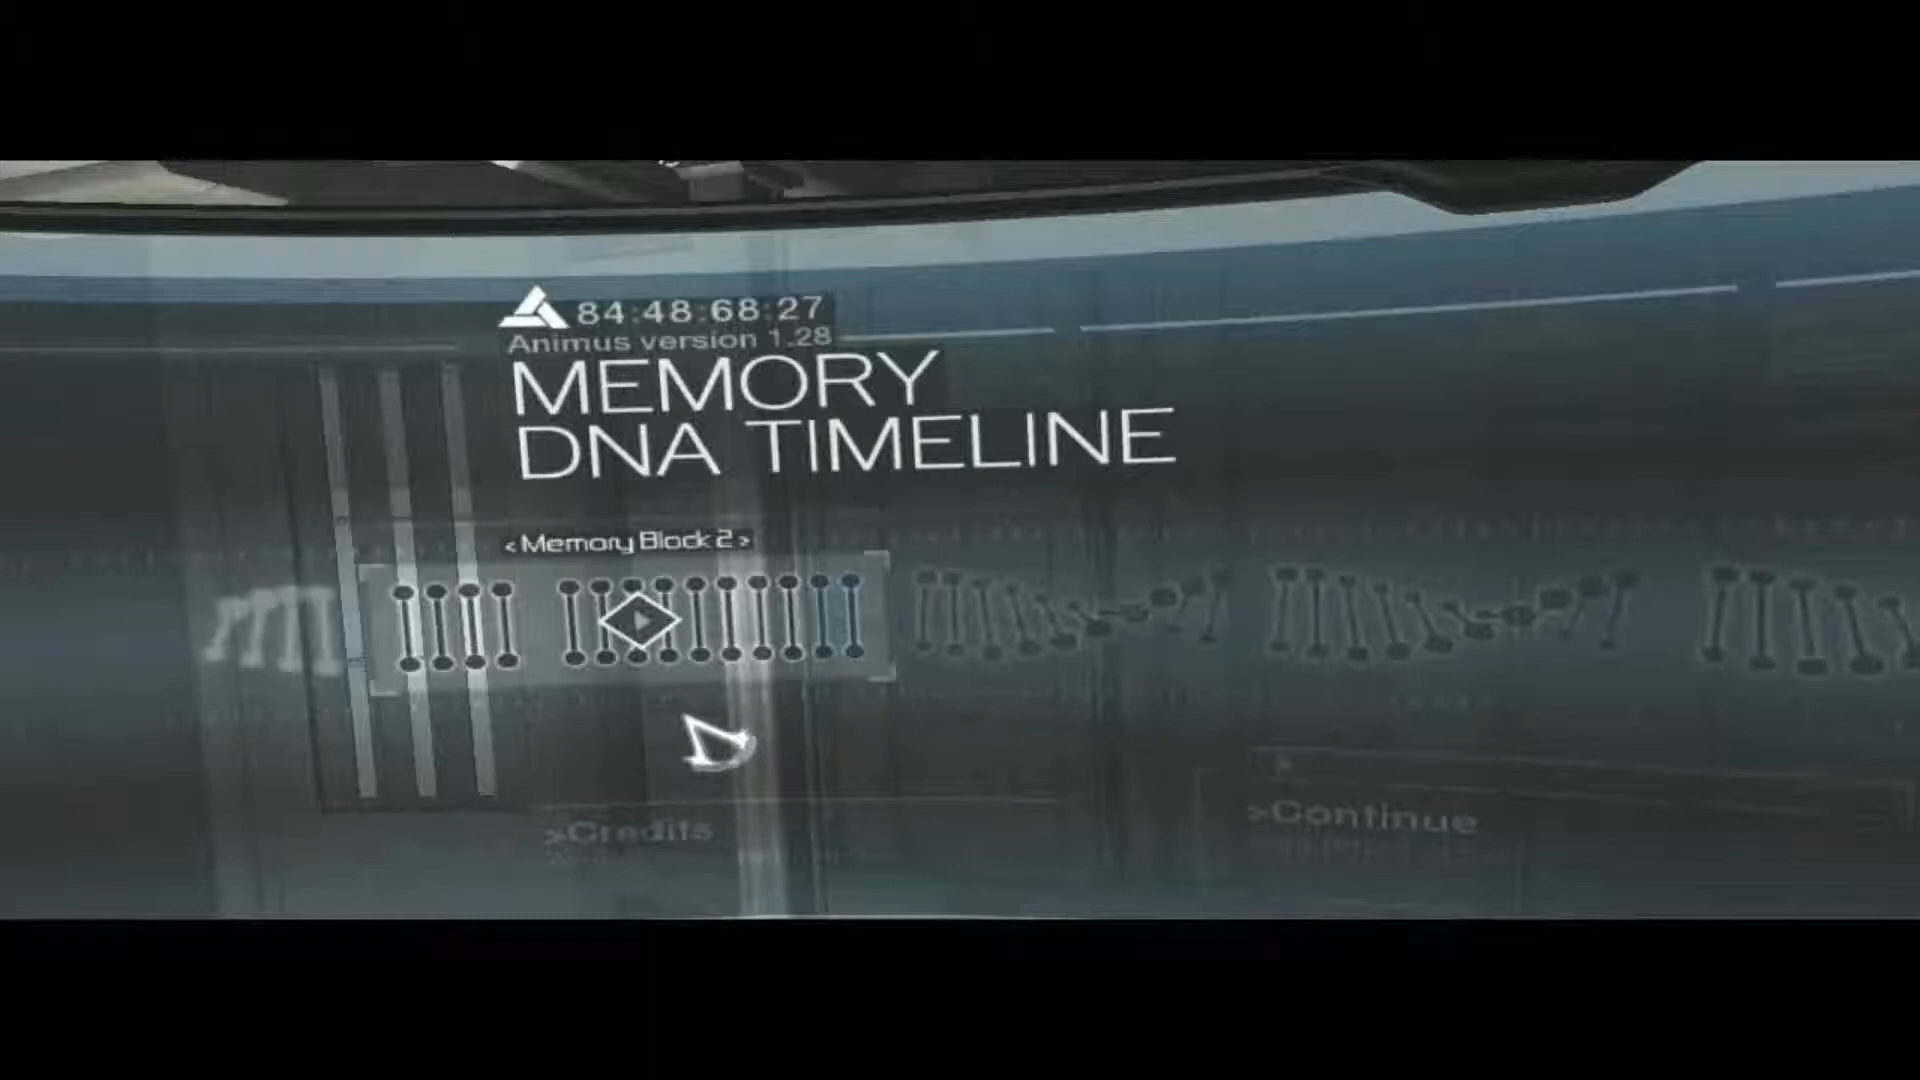 84:48:68:27
Animus version 1.28
MEMORY
DNA TIMELINE
<Memory Block 2>
>Credits
>Continue